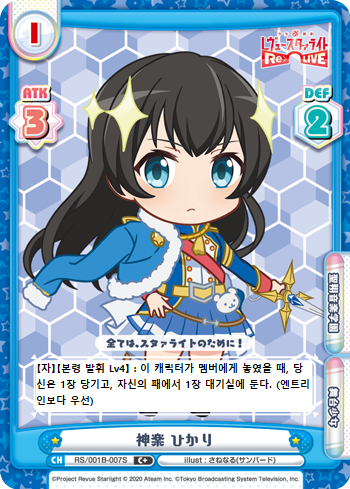 I
少女☆歌劇
レヴュースタァライト
Re LIVE
ATK
3
DEF
2
聖翔音楽学園
舞台少女
全ては、スタァライトのために！
[자][본령 발휘 Lv4] : 이 캐릭터가 멤버에게 놓였을 때, 당
신은 1장 당기고, 자신의 패에서 1장 대기실에 둔다. (엔트리
인보다 우선)
神楽 ひかり
CH RS/001B-007S C+ illust : さねなる(サンバード)
©Project Revue Starlight © 2020 Ateam Inc. ©Tokyo Broadcasting System Television, Inc.